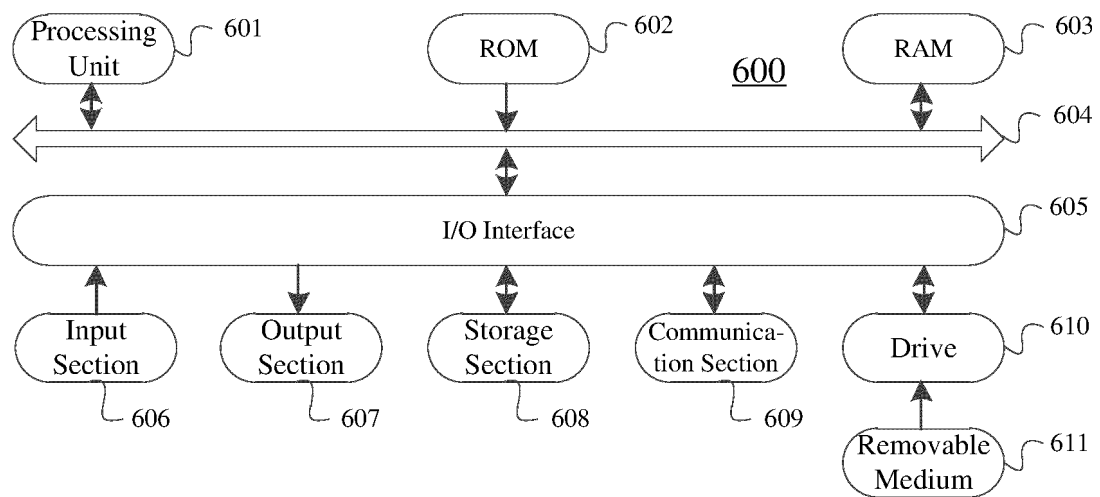 Processing
Unit
601
ROM
602
RAM
603
600
604
I/O Interface
605
Input
Section
606
Output
Section
607
Storage
Section
608
Communica-
tion Section
609
Drive
610
Removable
Medium
611